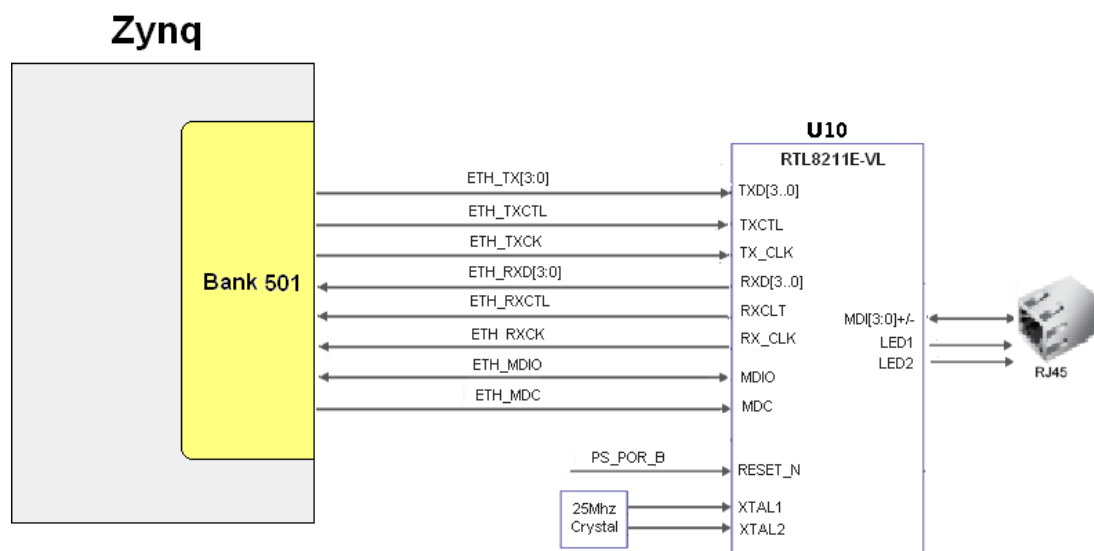 Zynq
Bank 501
ETH_TX[3:0]
ETH_TXCTL
ETH_TXCK
ETH_RXD[3:0]
ETH_RXCTL
ETH RXCK
ETH_MDIO
ETH_MDC
PS_POR_B
25Mhz
Crystal
U10
RTL8211E-VL
TXD[3..0]
TXCTL
TX_CLK
RXD[3..0]
RXCLT
RX_CLK
MDIO
MDC
RESET_N
XTAL1
XTAL2
MDI[3:0]+/-
LED1
LED2
RJ45